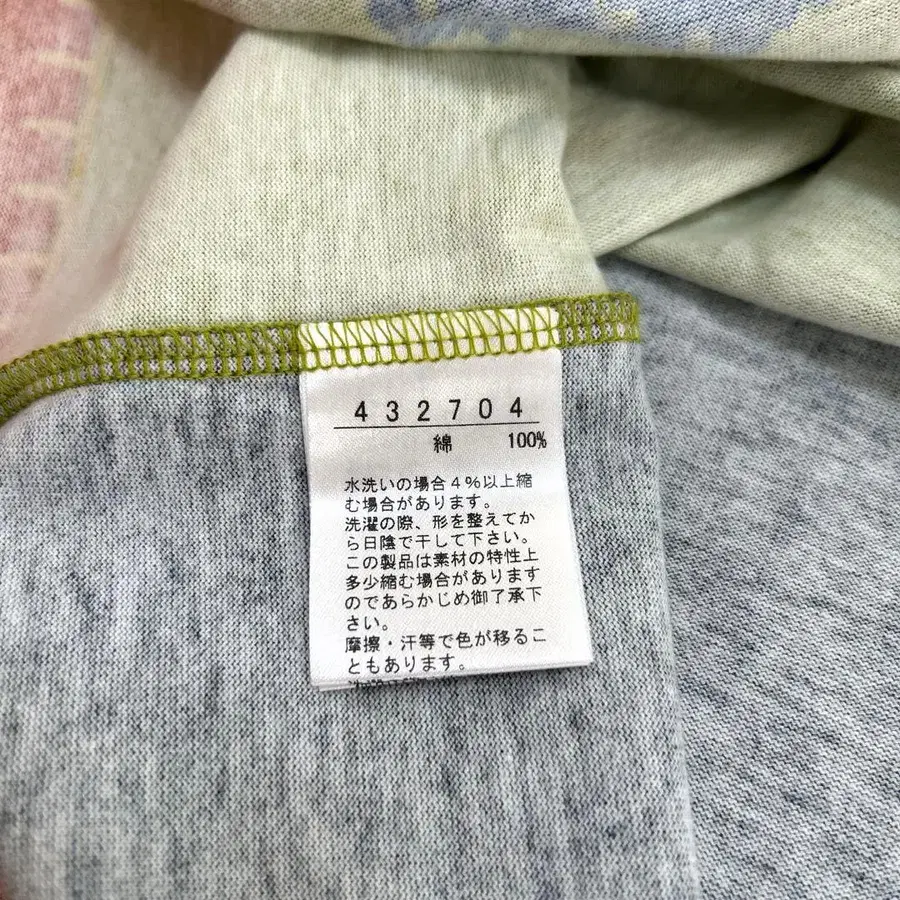 432704
綿 100%
水洗いの場合4%以上縮
む場合があります。
洗濯の際、形を整えてか
ら日陰で干して下さい。
この製品は素材の特性上
多少縮む場合があります
のであらかじめ御了承下
さい。
摩擦・汗等で色が移るこ
ともあります。